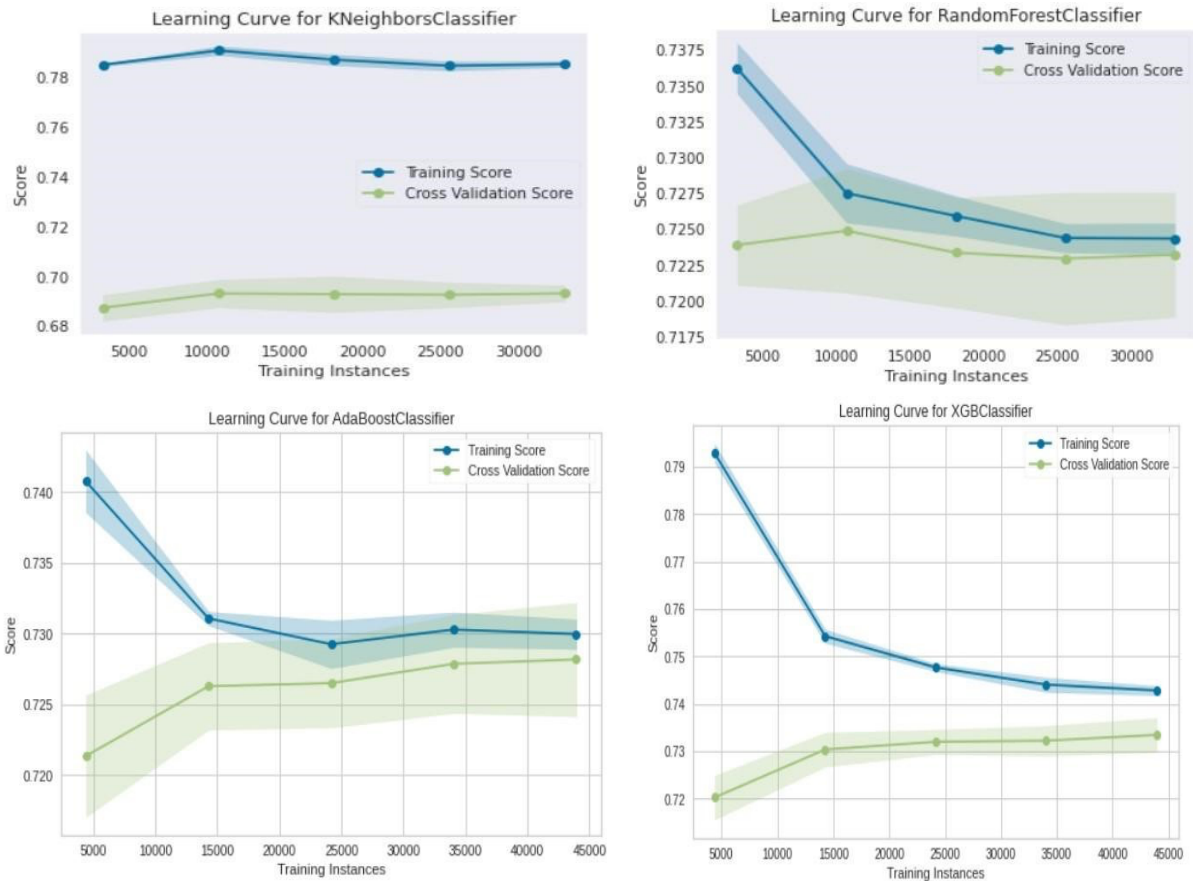 Learning Curve for KNeighborsClassifier
0.78
0.76
0.74
0.72
0.70
0.68
Score
Training Score
Cross Validation Score
5000 10000 15000 20000 25000 30000
Training Instances
Learning Curve for RandomForestClassifier
0.7375
0.7350
0.7325
0.7300
0.7275
0.7250
0.7225
0.7200
0.7175
Score
Training Score
Cross Validation Score
5000 10000 15000 20000 25000 30000
Training Instances
Learning Curve for AdaBoostClassifier
0.740
0.735
0.730
0.725
0.720
Score
Training Score
Cross Validation Score
5000 10000 15000 20000 25000 30000 35000 40000 45000
Training Instances
Learning Curve for XGBClassifier
0.79
0.78
0.77
0.76
0.75
0.74
0.73
0.72
Score
Training Score
Cross Validation Score
5000 10000 15000 20000 25000 30000 35000 40000 45000
Training Instances